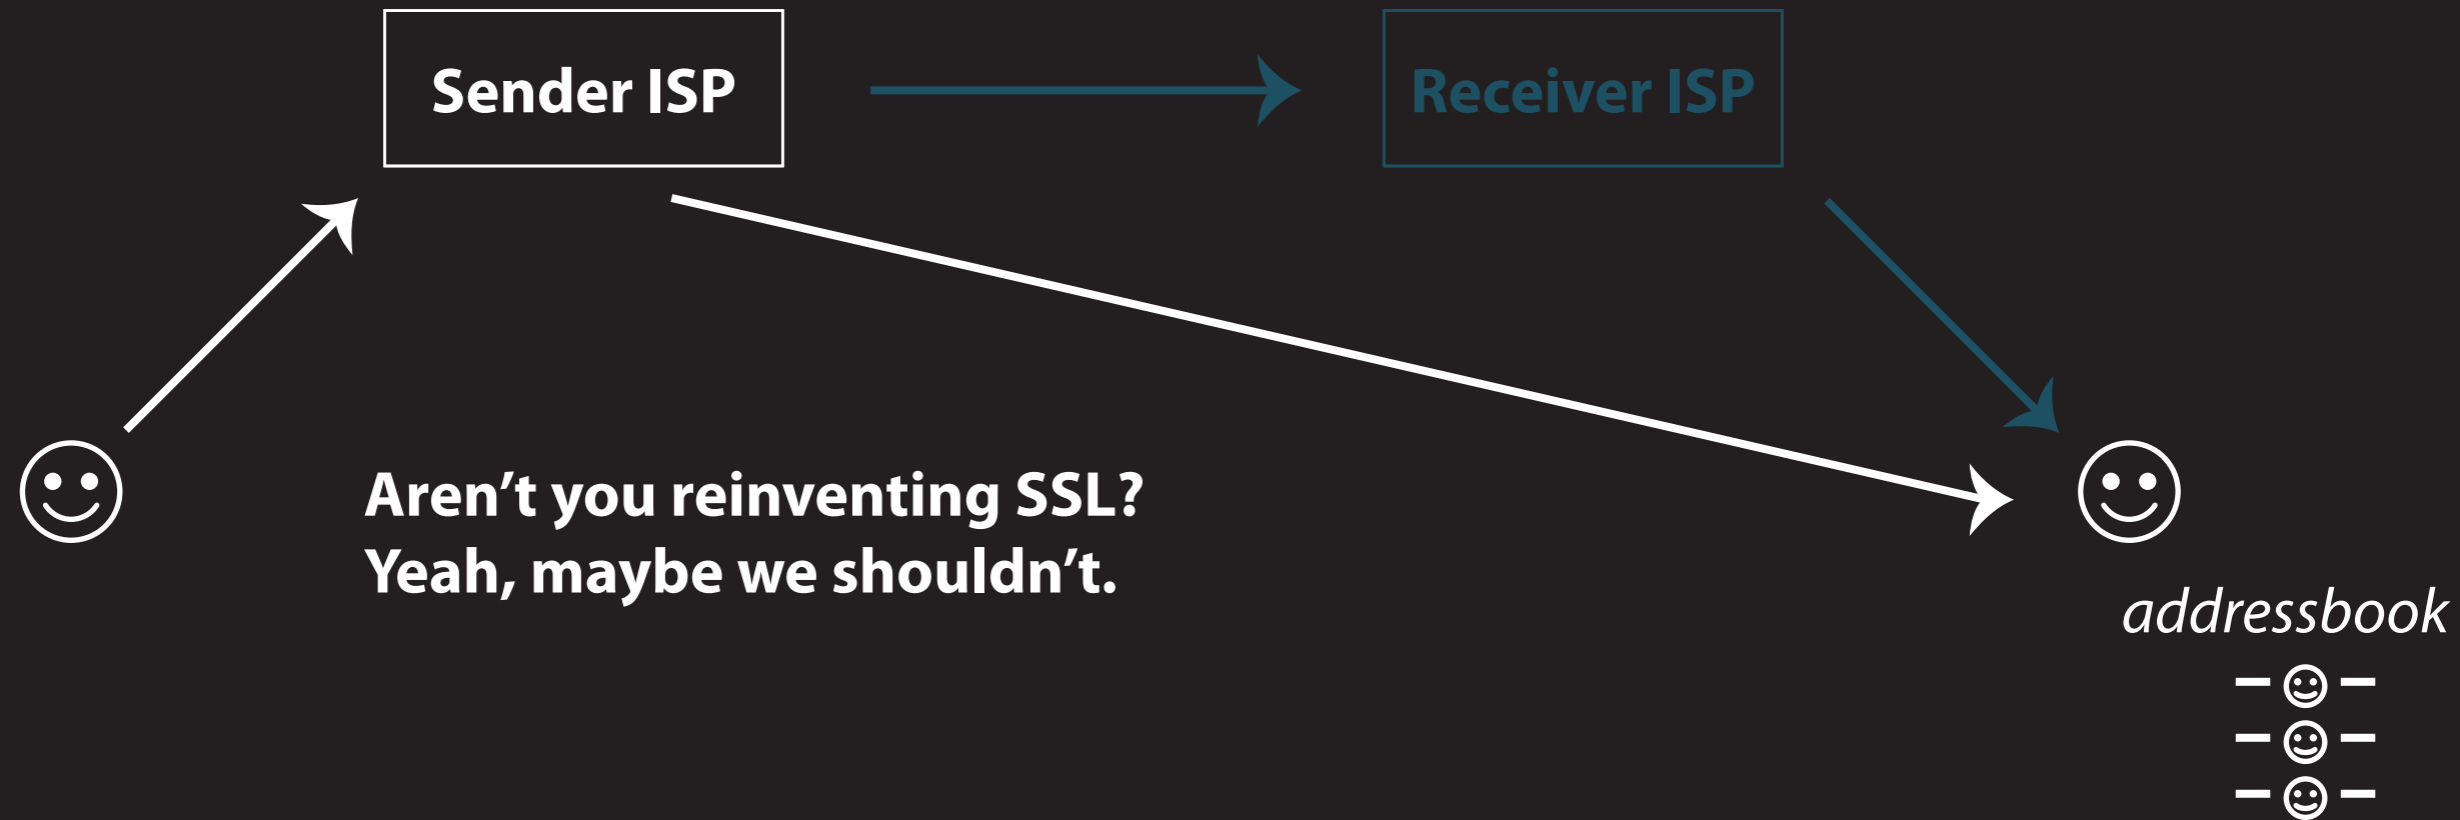 Sender ISP
Receiver ISP
Aren’t you reinventing SSL?
Yeah, maybe we shouldn’t.
addressbook